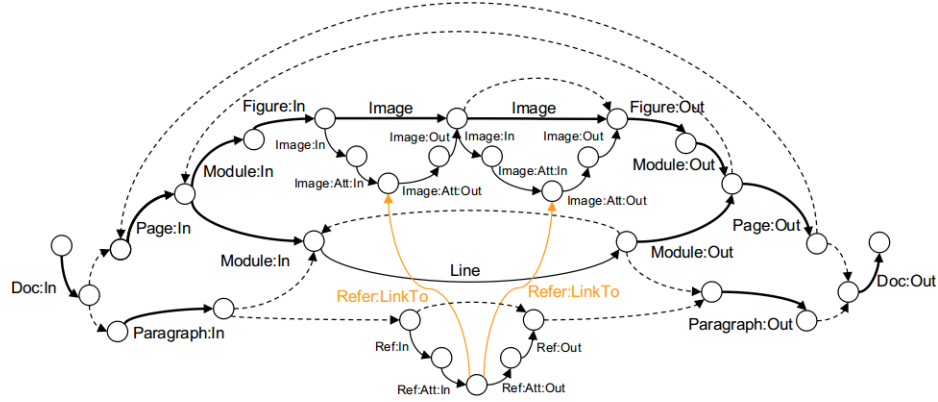 Figure:In
Image
Image
Figure:Out
Image:In
Image:Out
Image:In
Image:Out
Module:In
Image:Att:In
Image:Att:Out
Image:Att:In
Image:Att:Out
Module:Out
Page:In
Page:Out
Module:In
Line
Module:Out
Doc:In
Refer:LinkTo
Refer:LinkTo
Doc:Out
Paragraph:In
Paragraph:Out
Ref:In
Ref:Out
Ref:Att:In
Ref:Att:Out